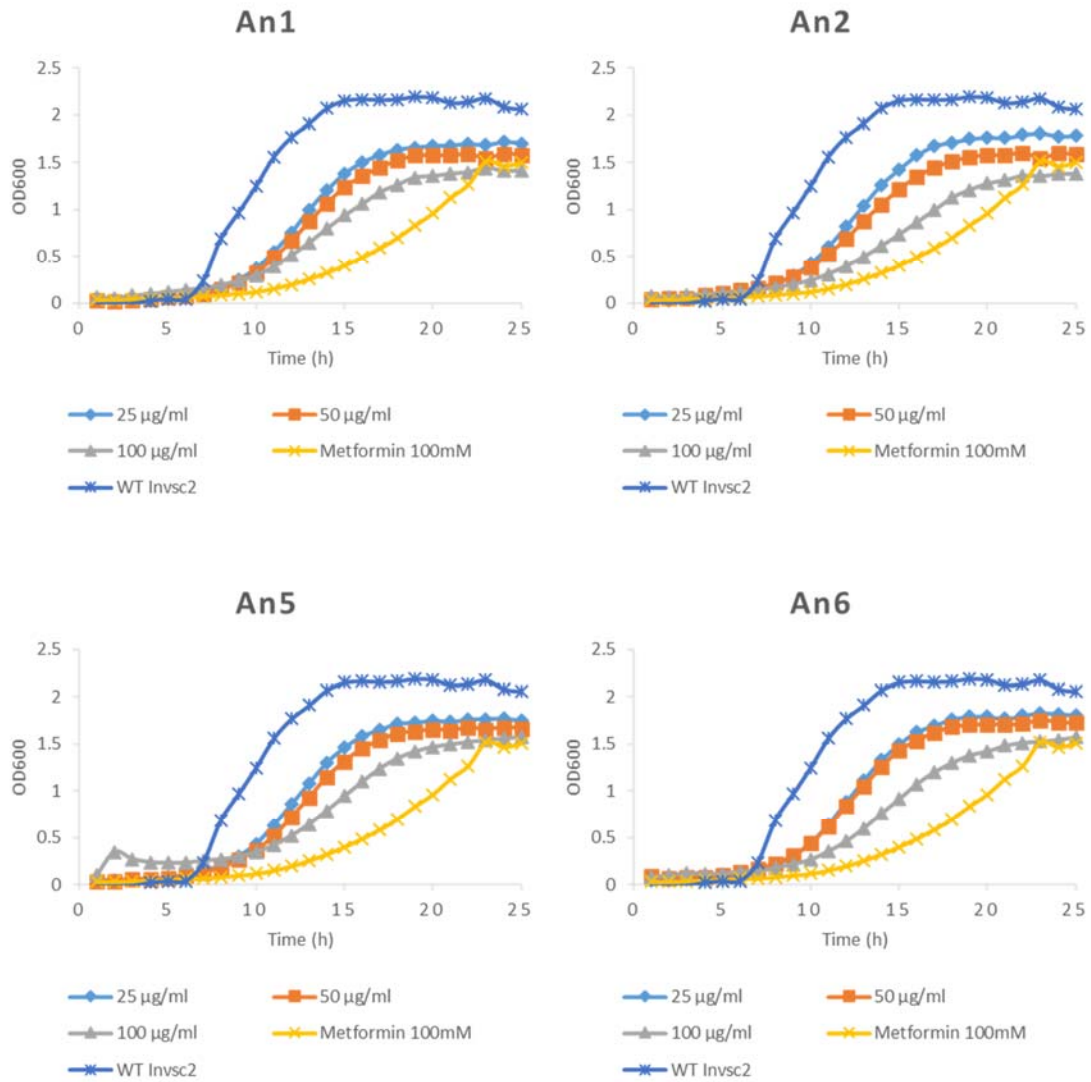 An1
An2
2.5
2
1.5
1
0.5
0
OD600
0 5 10 15 20 25
Time (h)
2.5
2
1.5
1
0.5
0
OD600
0 5 10 15 20 25
Time (h)
25 µg/ml 50 µg/ml
100 µg/ml Metformin 100mM
WT Invsc2
25 µg/ml 50 µg/ml
100 µg/ml Metformin 100mM
WT Invsc2
An5
An6
2.5
2
1.5
1
0.5
0
OD600
0 5 10 15 20 25
Time (h)
2.5
2
1.5
1
0.5
0
OD600
0 5 10 15 20 25
Time (h)
25 µg/ml 50 µg/ml
100 µg/ml Metformin 100mM
WT Invsc2
25 µg/ml 50 µg/ml
100 µg/ml Metformin 100mM
WT Invsc2